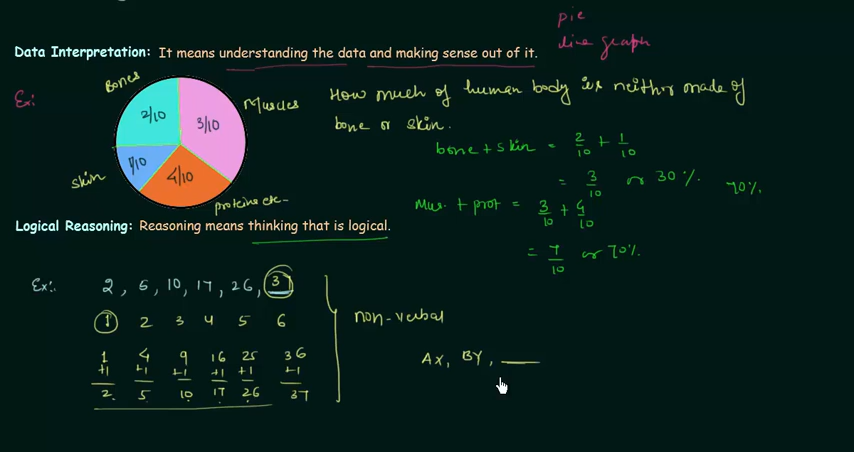 pie
line graph
Data Interpretation: It means understanding the data and making sense out of it.
Ex:
Bones
Muscles
skin
proteins etc-
2/10
3/10
1/10
4/10
How much of human body is neither made of
bone or skin.
bone + skin = 2/10 + 1/10
= 3/10 or 30%.
70%.
Mus. + prot = 3/10 + 4/10
= 7/10 or 70%.
Logical Reasoning: Reasoning means thinking that is logical.
Ex:. 2, 5, 10, 17, 26, 37
1 2 3 4 5 6
1 4 9 16 25 36
+1 +1 +1 +1 +1 +1
2 5 10 17 26 37
non-verbal
AX, BY, ____